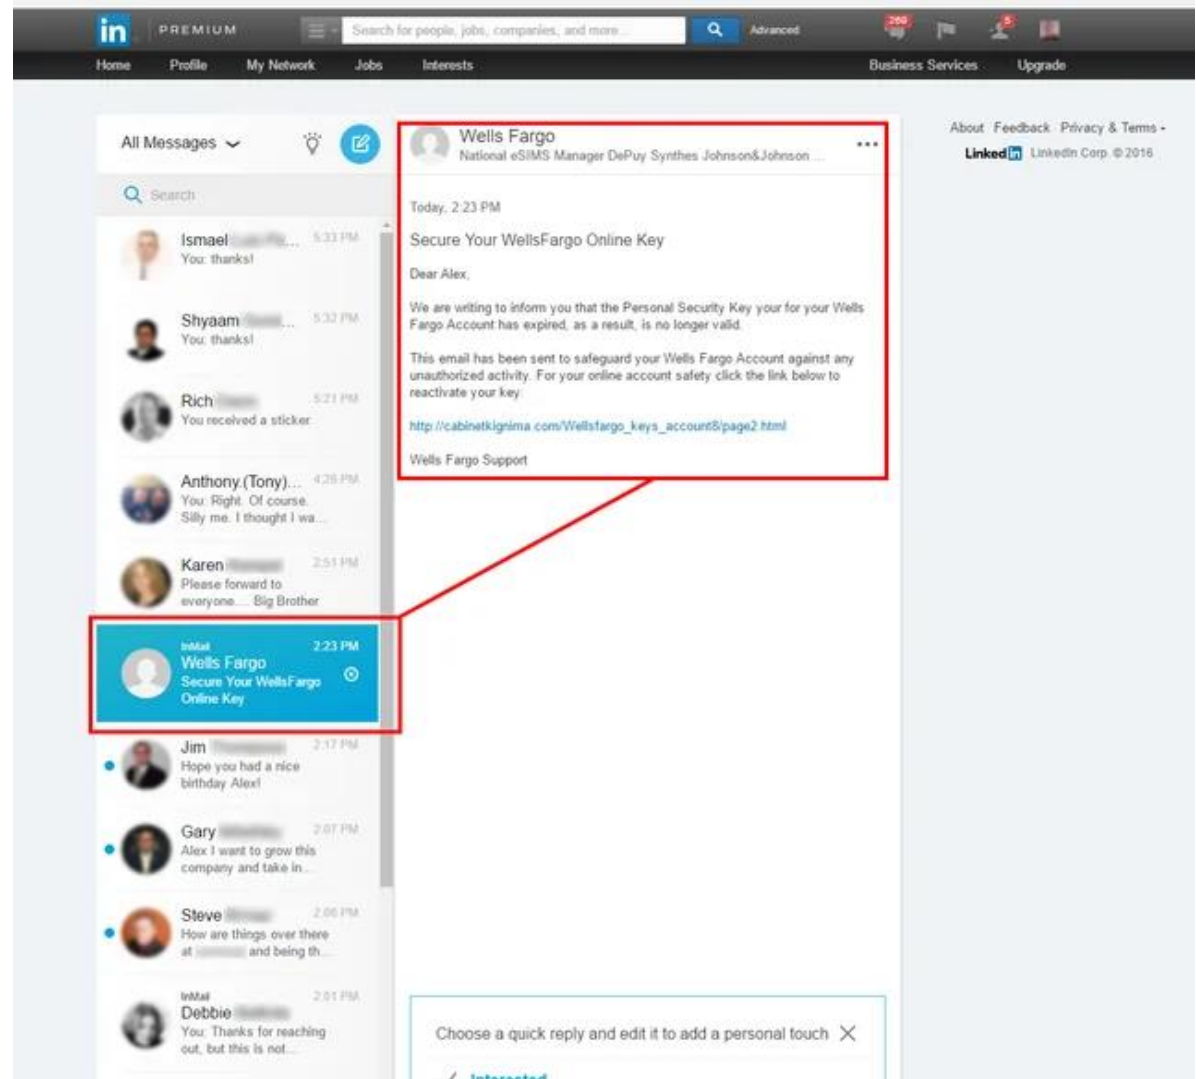 in PREMIUM Search for people, jobs, companies, and more... Advanced 269 5
Home Profile My Network Jobs Interests Business Services Upgrade
All Messages
Search
Ismael ... 5:33 PM
You: thanks!
Shyaam ... 5:32 PM
You: thanks!
Rich 5:21 PM
You received a sticker
Anthony.(Tony)... 4:28 PM
You: Right. Of course.
Silly me. I thought I wa...
Karen 2:51 PM
Please forward to
everyone.... Big Brother
InMail 2:23 PM
Wells Fargo
Secure Your WellsFargo
Online Key
Jim 2:17 PM
Hope you had a nice
birthday Alex!
Gary 2:07 PM
Alex I want to grow this
company and take in...
Steve 2:06 PM
How are things over there
at and being th...
InMail 2:01 PM
Debbie
You: Thanks for reaching
out, but this is not...
Wells Fargo
National eSIMS Manager DePuy Synthes Johnson&Johnson ...
Today, 2:23 PM
Secure Your WellsFargo Online Key
Dear Alex,
We are writing to inform you that the Personal Security Key your for your Wells
Fargo Account has expired, as a result, is no longer valid.
This email has been sent to safeguard your Wells Fargo Account against any
unauthorized activity. For your online account safety click the link below to
reactivate your key:
http://cabinetkignima.com/Wellsfargo_keys_account8/page2.html
Wells Fargo Support
Choose a quick reply and edit it to add a personal touch
Interested
About Feedback Privacy & Terms
LinkedIn LinkedIn Corp. © 2016